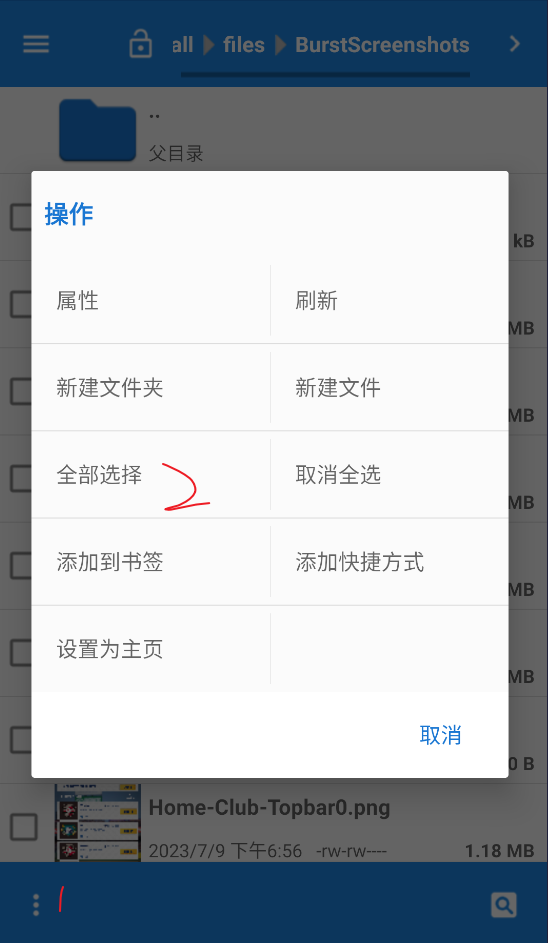 all files BurstScreenshots
..
父目录
操作
属性 刷新
kB
MB
新建文件夹 新建文件
MB
全部选择 2 取消全选
MB
添加到书签 添加快捷方式
MB
设置为主页
MB
取消
0 B
Home-Club-Topbar0.png
2023/7/9 下午6:56 -rw-rw---- 1.18 MB
1